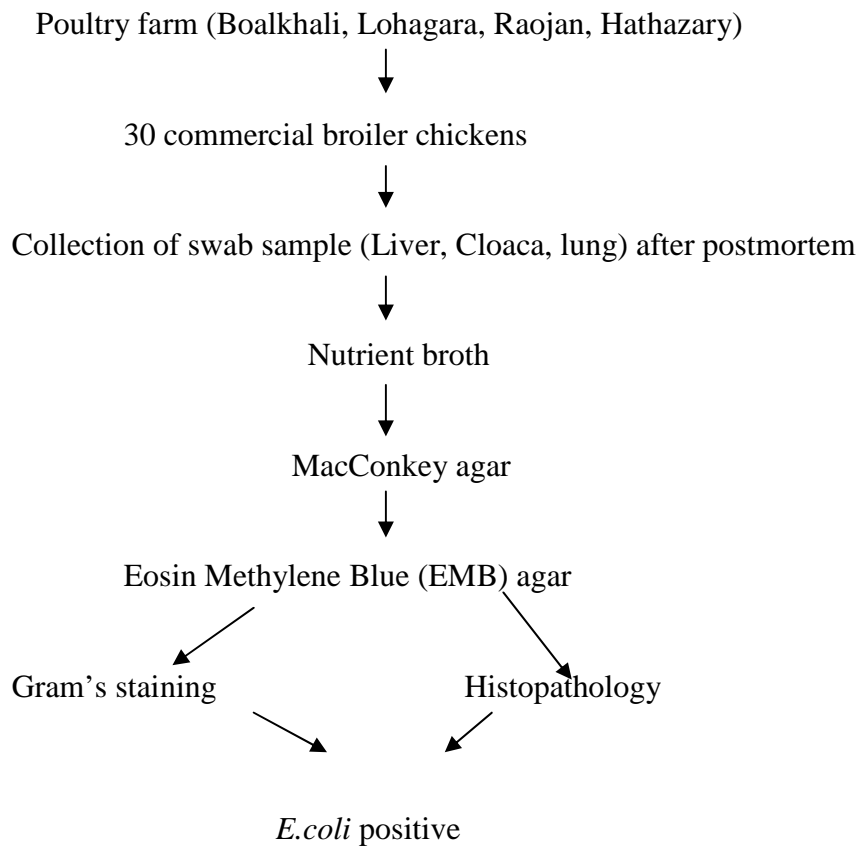 Poultry farm (Boalkhali, Lohagara, Raojan, Hathazary)
30 commercial broiler chickens
Collection of swab sample (Liver, Cloaca, lung) after postmortem
Nutrient broth
MacConkey agar
Eosin Methylene Blue (EMB) agar
Gram’s staining
Histopathology
E.coli positive